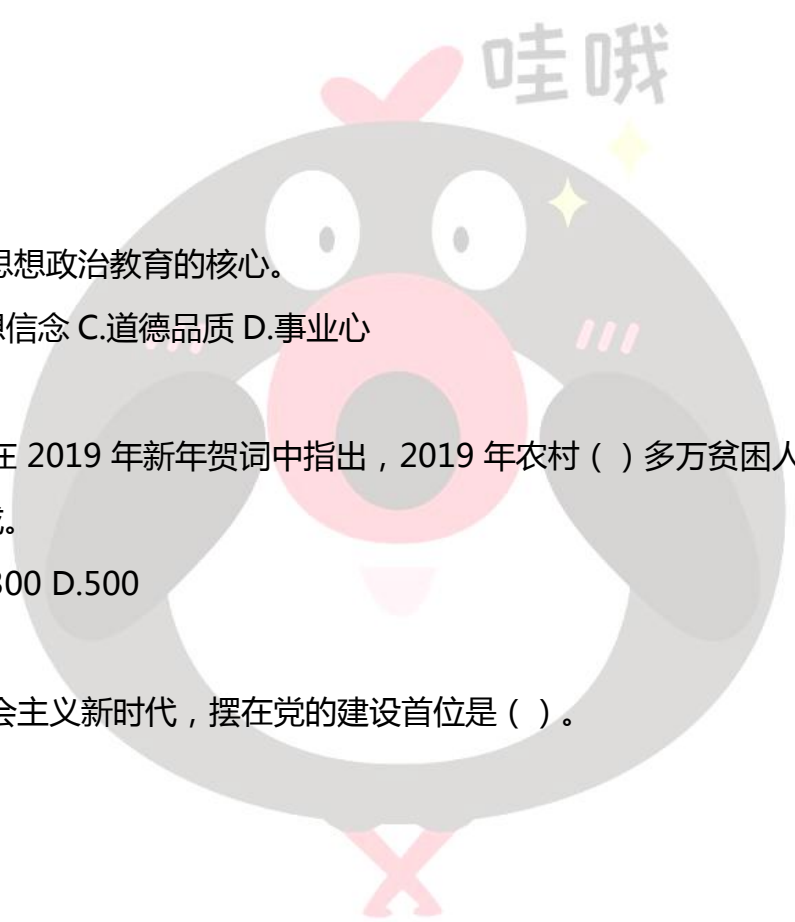 哇哦
思想政治教育的核心。
想信念 C.道德品质 D.事业心
在 2019 年新年贺词中指出，2019 年农村（ ）多万贫困人
成。
800 D.500
会主义新时代，摆在党的建设首位是（ ）。